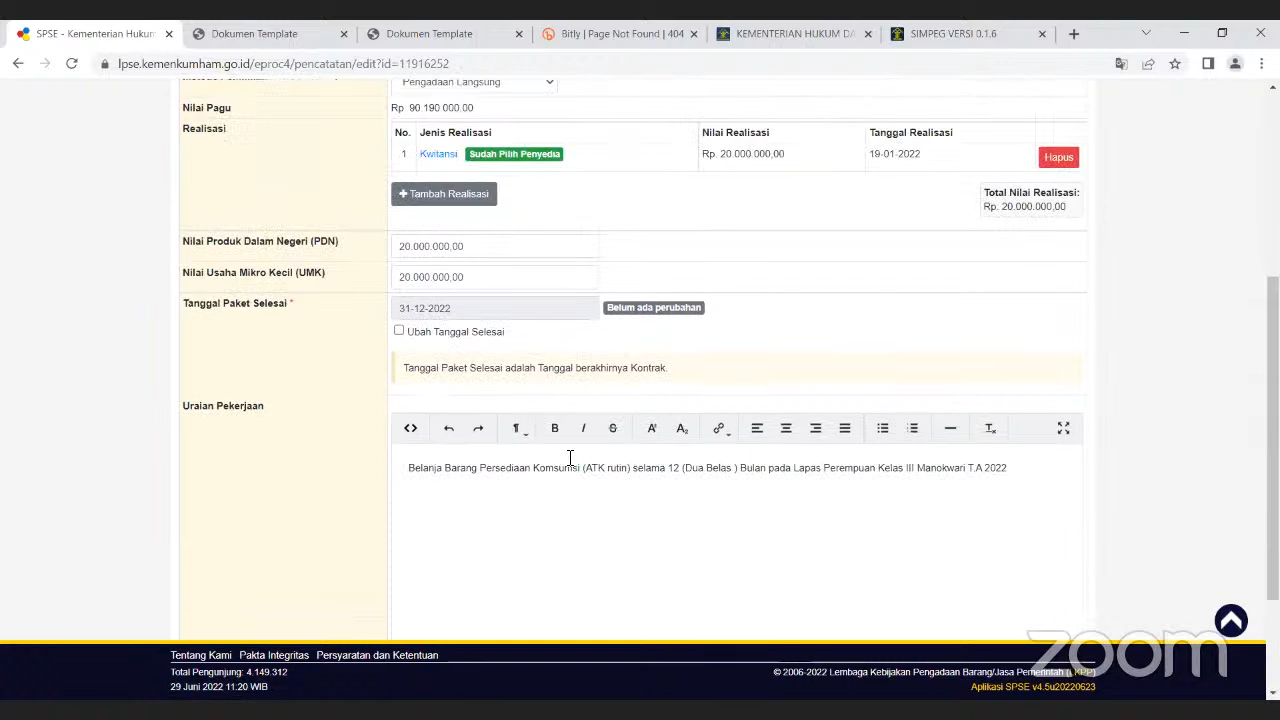 SPSE - Kementerian Hukum
Dokumen Template
Dokumen Template
Bitly | Page Not Found | 404
KEMENTERIAN HUKUM DA
SIMPEG VERSI 0.1.6
lpse.kemenkumham.go.id/eproc4/pencatatan/edit?id=11916252
Pengadaan Langsung
Nilai Pagu
Rp 90.190.000.00
Realisasi
No. Jenis Realisasi Nilai Realisasi Tanggal Realisasi
1 Kwitansi Sudah Pilih Penyedia Rp. 20.000.000,00 19-01-2022 Hapus
+ Tambah Realisasi
Total Nilai Realisasi:
Rp. 20.000.000,00
Nilai Produk Dalam Negeri (PDN)
20.000.000,00
Nilai Usaha Mikro Kecil (UMK)
20.000.000,00
Tanggal Paket Selesai *
31-12-2022 Belum ada perubahan
Ubah Tanggal Selesai
Tanggal Paket Selesai adalah Tanggal berakhirnya Kontrak.
Uraian Pekerjaan
Belanja Barang Persediaan Komsumsi (ATK rutin) selama 12 (Dua Belas ) Bulan pada Lapas Perempuan Kelas III Manokwari T.A 2022
Tentang Kami Pakta Integritas Persyaratan dan Ketentuan
Total Pengunjung: 4.149.312
29 Juni 2022 11:20 WIB
© 2006-2022 Lembaga Kebijakan Pengadaan Barang/Jasa Pemerintah (LKPP)
Aplikasi SPSE v4.5u20220623
zoom